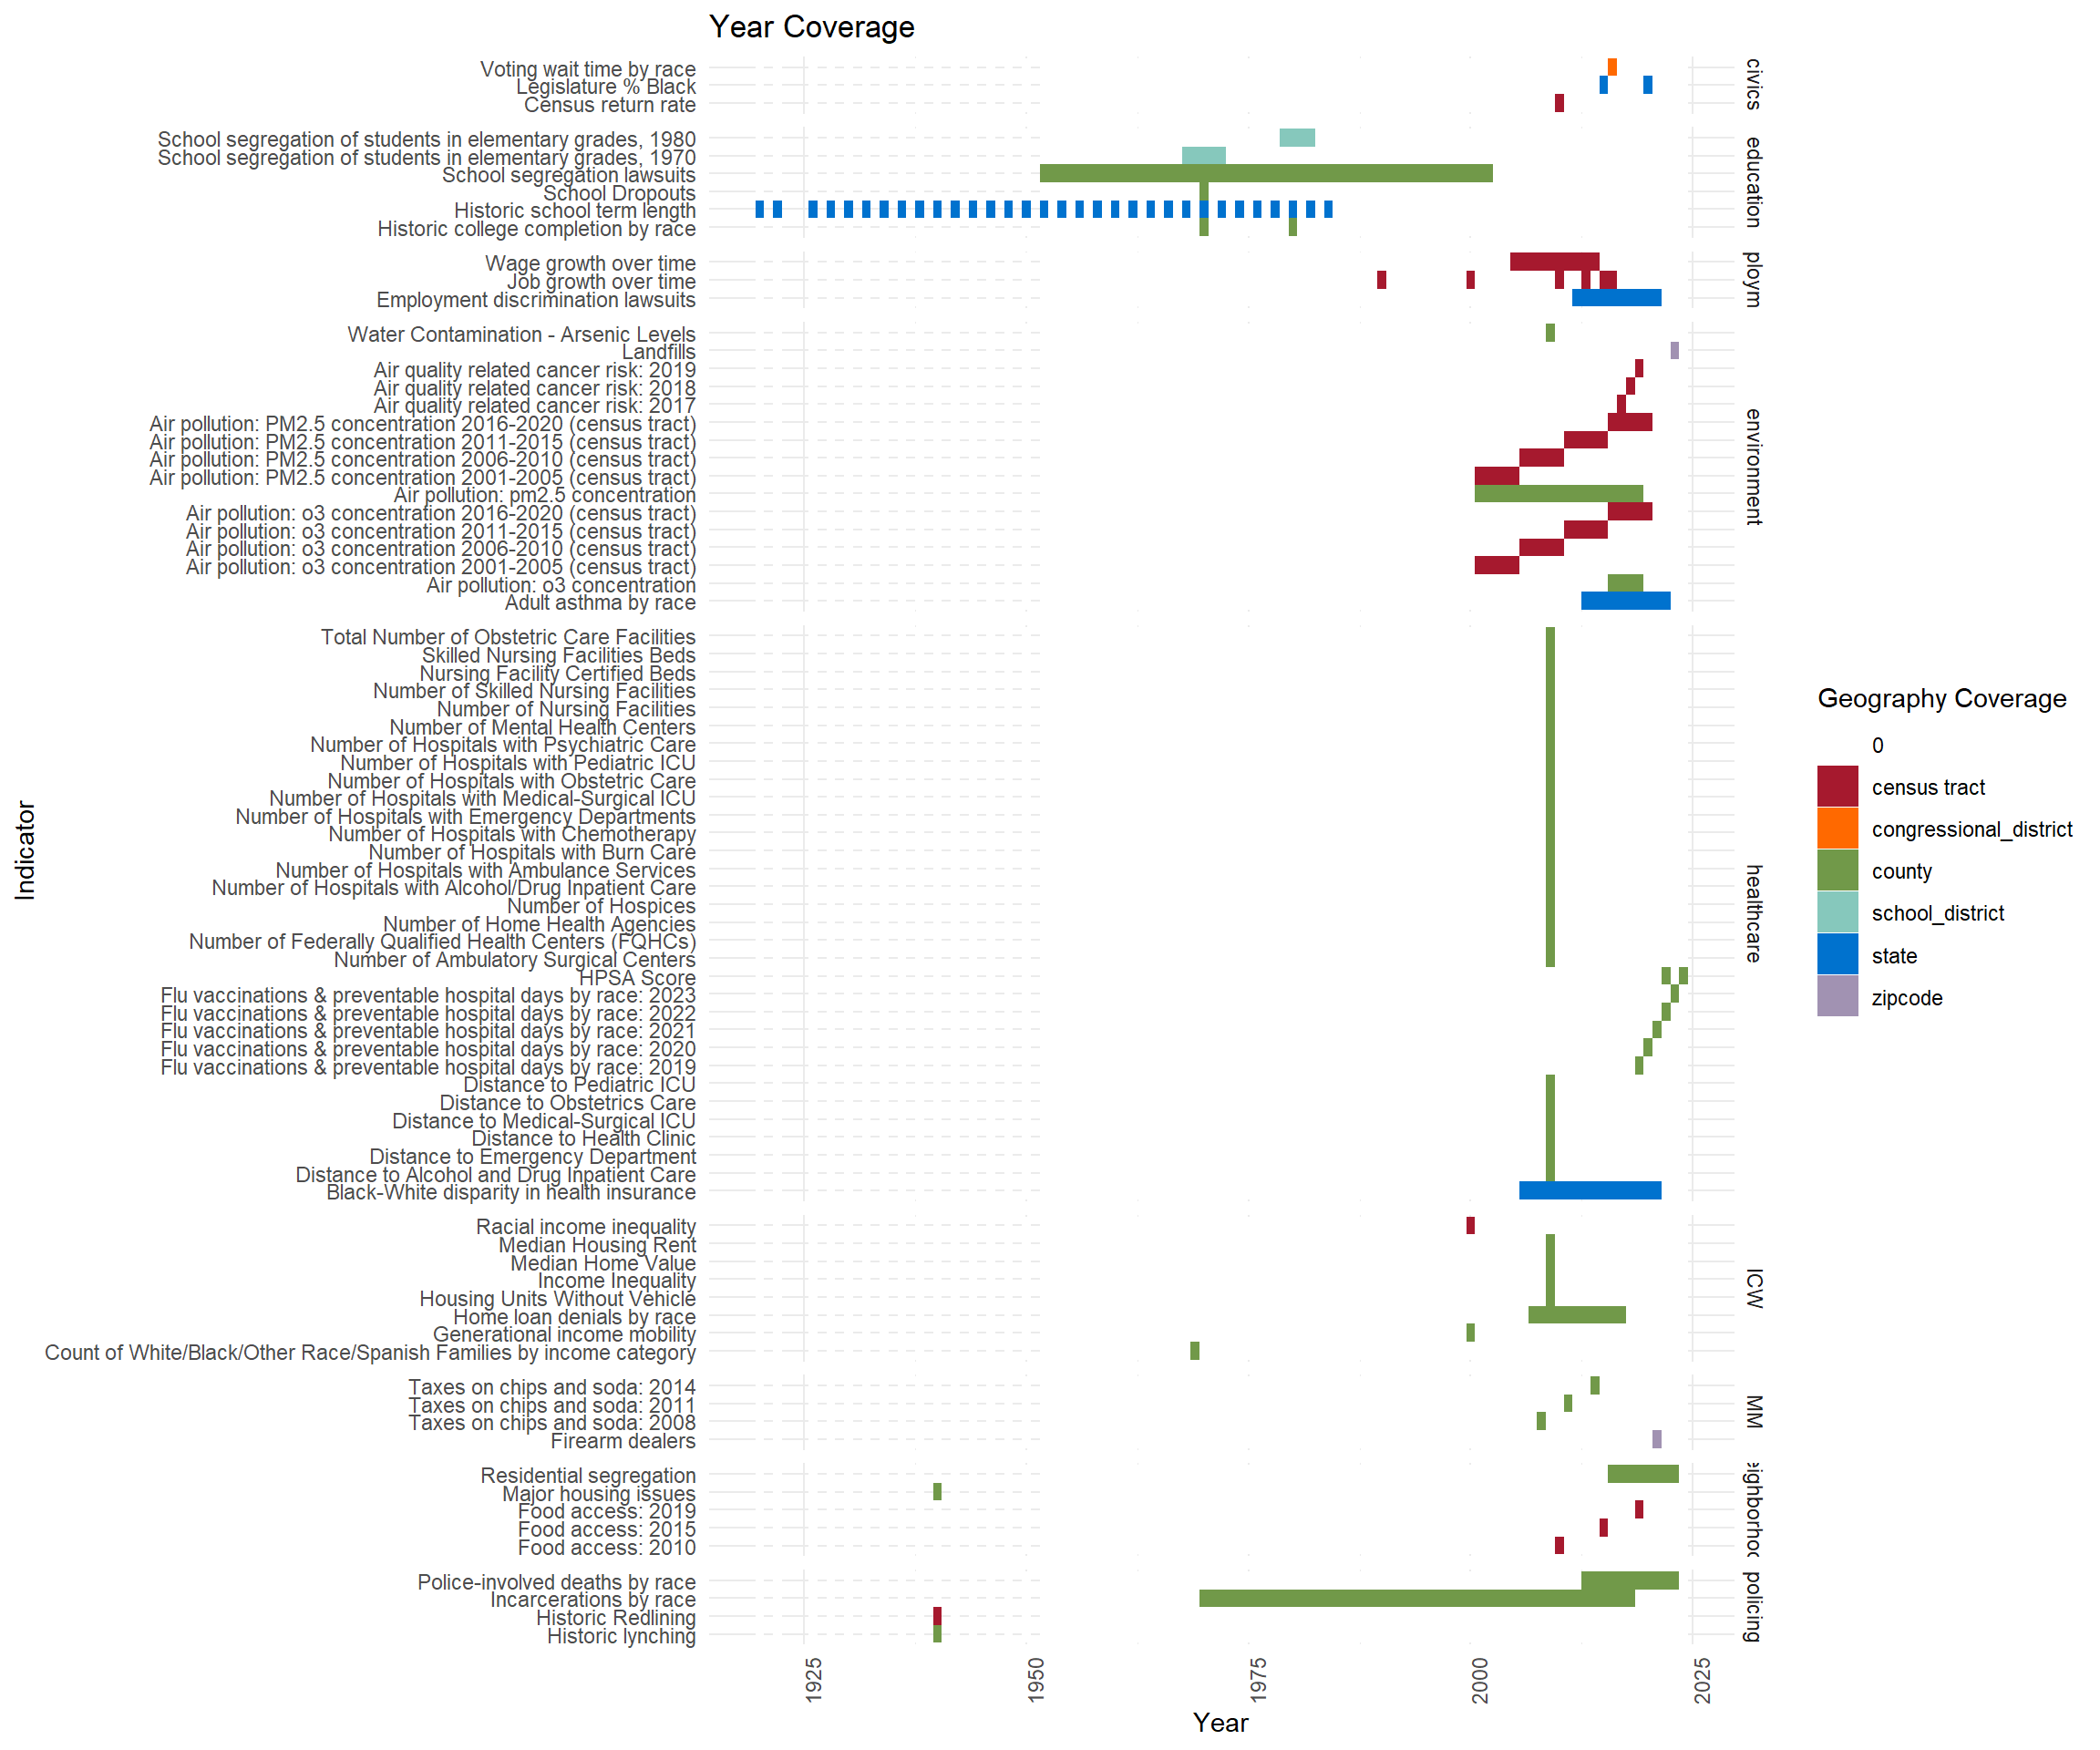 Year Coverage
Voting wait time by race
Legislature % Black
Census return rate
civics
School segregation of students in elementary grades, 1980
School segregation of students in elementary grades, 1970
School segregation lawsuits
School Dropouts
Historic school term length
Historic college completion by race
education
Wage growth over time
Job growth over time
Employment discrimination lawsuits
ploym
Water Contamination - Arsenic Levels
Landfills
Air quality related cancer risk: 2019
Air quality related cancer risk: 2018
Air quality related cancer risk: 2017
Air pollution: PM2.5 concentration 2016-2020 (census tract)
Air pollution: PM2.5 concentration 2011-2015 (census tract)
Air pollution: PM2.5 concentration 2006-2010 (census tract)
Air pollution: PM2.5 concentration 2001-2005 (census tract)
Air pollution: pm2.5 concentration
Air pollution: o3 concentration 2016-2020 (census tract)
Air pollution: o3 concentration 2011-2015 (census tract)
Air pollution: o3 concentration 2006-2010 (census tract)
Air pollution: o3 concentration 2001-2005 (census tract)
Air pollution: o3 concentration
Adult asthma by race
environment
Total Number of Obstetric Care Facilities
Skilled Nursing Facilities Beds
Nursing Facility Certified Beds
Number of Skilled Nursing Facilities
Number of Nursing Facilities
Number of Mental Health Centers
Number of Hospitals with Psychiatric Care
Number of Hospitals with Pediatric ICU
Number of Hospitals with Obstetric Care
Number of Hospitals with Medical-Surgical ICU
Number of Hospitals with Emergency Departments
Number of Hospitals with Chemotherapy
Number of Hospitals with Burn Care
Number of Hospitals with Ambulance Services
Number of Hospitals with Alcohol/Drug Inpatient Care
Number of Hospices
Number of Home Health Agencies
Number of Federally Qualified Health Centers (FQHCs)
Number of Ambulatory Surgical Centers
HPSA Score
Flu vaccinations & preventable hospital days by race: 2023
Flu vaccinations & preventable hospital days by race: 2022
Flu vaccinations & preventable hospital days by race: 2021
Flu vaccinations & preventable hospital days by race: 2020
Flu vaccinations & preventable hospital days by race: 2019
Distance to Pediatric ICU
Distance to Obstetrics Care
Distance to Medical-Surgical ICU
Distance to Health Clinic
Distance to Emergency Department
Distance to Alcohol and Drug Inpatient Care
Black-White disparity in health insurance
healthcare
Racial income inequality
Median Housing Rent
Median Home Value
Income Inequality
Housing Units Without Vehicle
Home loan denials by race
Generational income mobility
Count of White/Black/Other Race/Spanish Families by income category
ICW
Taxes on chips and soda: 2014
Taxes on chips and soda: 2011
Taxes on chips and soda: 2008
Firearm dealers
MM
Residential segregation
Major housing issues
Food access: 2019
Food access: 2015
Food access: 2010
eighborhoo
Police-involved deaths by race
Incarcerations by race
Historic Redlining
Historic lynching
policing
1925
1950
1975
2000
2025
Year
Indicator
Geography Coverage
0
census tract
congressional_district
county
school_district
state
zipcode